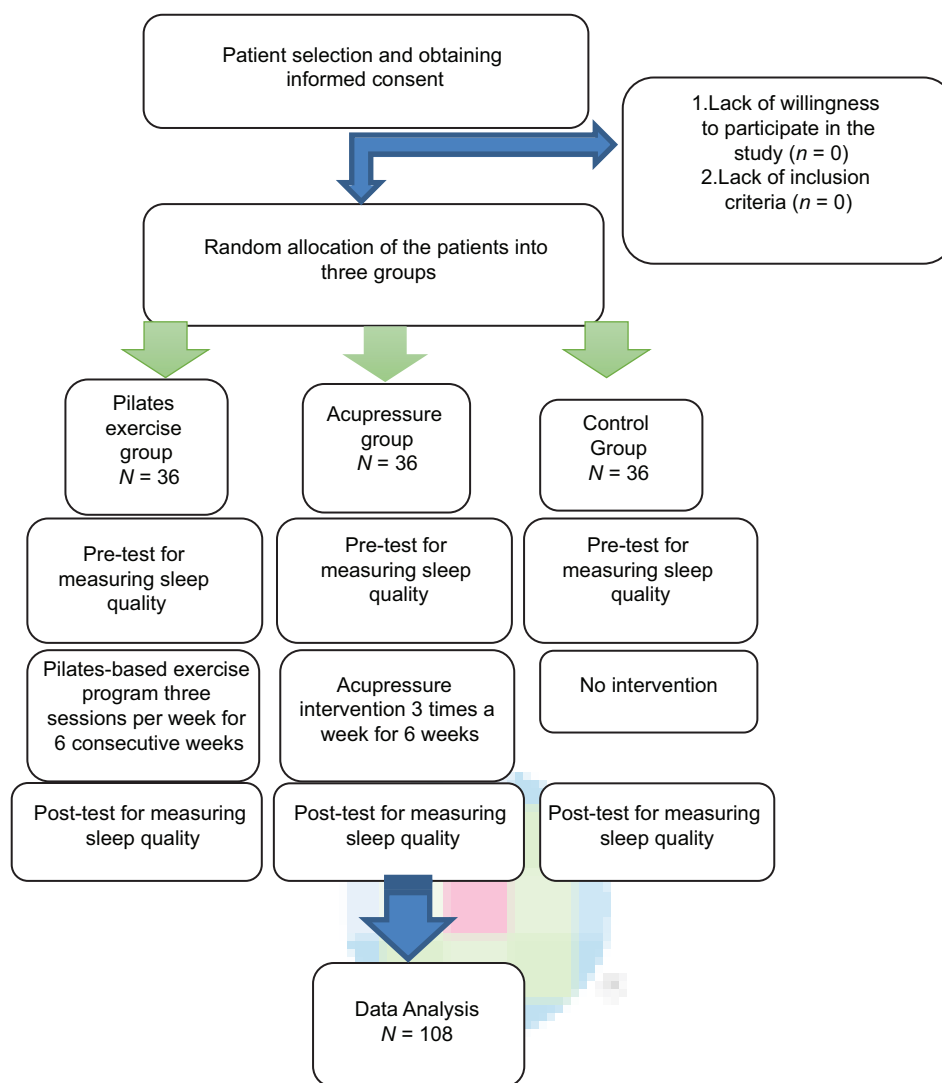 Patient selection and obtaining
informed consent
1.Lack of willingness
to participate in the
study (n = 0)
2.Lack of inclusion
criteria (n = 0)
Random allocation of the patients into
three groups
Pilates
exercise
group
N = 36
Acupressure
group
N = 36
Control
Group
N = 36
Pre-test for
measuring sleep
quality
Pre-test for
measuring sleep
quality
Pre-test for
measuring sleep
quality
Pilates-based exercise
program three
sessions per week for
6 consecutive weeks
Acupressure
intervention 3 times a
week for 6 weeks
No intervention
Post-test for measuring
sleep quality
Post-test for measuring
sleep quality
Post-test for measuring
sleep quality
Data Analysis
N = 108